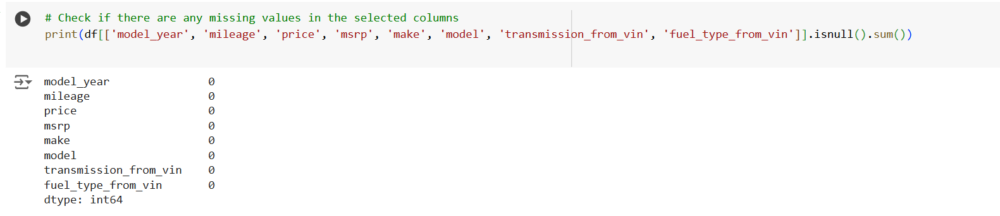 # Check if there are any missing values in the selected columns
print(df[['model_year', 'mileage', 'price', 'msrp', 'make', 'model', 'transmission_from_vin', 'fuel_type_from_vin']].isnull().sum())
model_year 0
mileage 0
price 0
msrp 0
make 0
model 0
transmission_from_vin 0
fuel_type_from_vin 0
dtype: int64